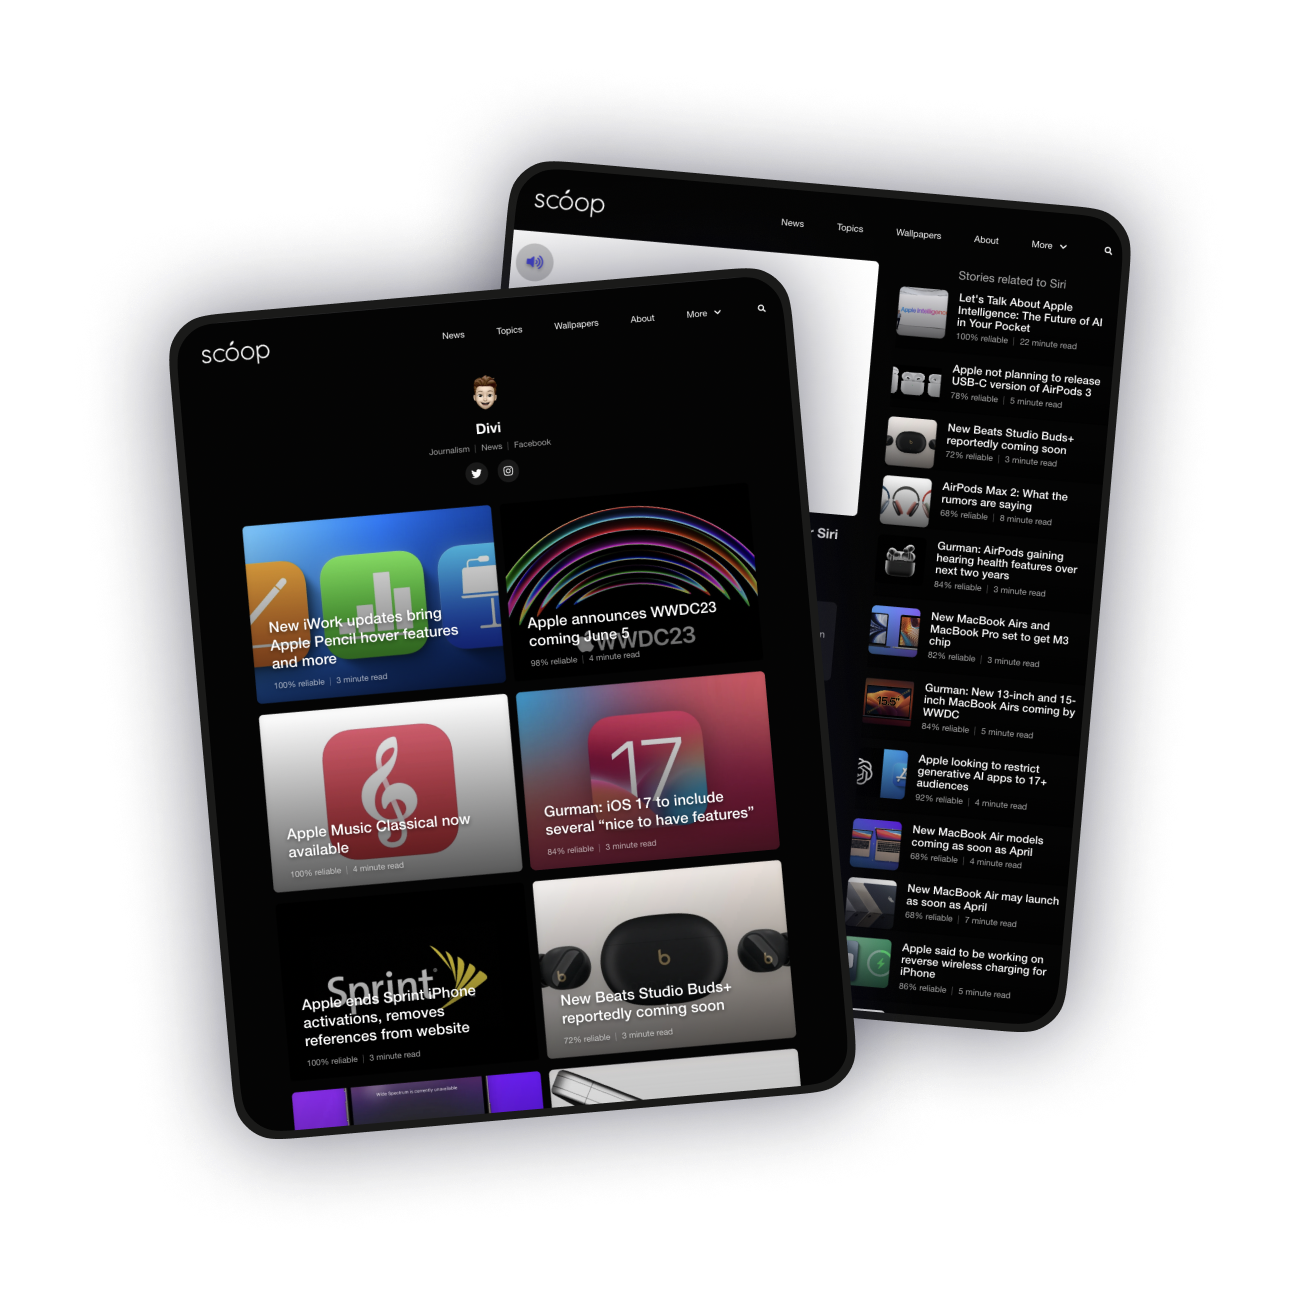 scóop
News
Topics
Wallpapers
About
More
Stories related to Siri
Let's Talk About Apple
Intelligence: The Future of AI
in Your Pocket
100% reliable | 22 minute read
Apple Intelligence
Apple not planning to release
USB-C version of AirPods 3
78% reliable | 5 minute read
New Beats Studio Buds+
reportedly coming soon
72% reliable | 3 minute read
AirPods Max 2: What the
rumors are saying
68% reliable | 8 minute read
Gurman: AirPods gaining
hearing health features over
next two years
84% reliable | 3 minute read
New MacBook Airs and
MacBook Pro set to get M3
chip
82% reliable | 3 minute read
Gurman: New 13-inch and 15-
inch MacBook Airs coming by
WWDC
84% reliable | 5 minute read
15.5"
Apple looking to restrict
generative AI apps to 17+
audiences
92% reliable | 4 minute read
New MacBook Air models
coming as soon as April
68% reliable | 4 minute read
New MacBook Air may launch
as soon as April
68% reliable | 7 minute read
Apple said to be working on
reverse wireless charging for
iPhone
86% reliable | 5 minute read
r Siri
n
scóop
News
Topics
Wallpapers
About
More
Divi
Journalism | News | Facebook
New iWork updates bring
Apple Pencil hover features
and more
100% reliable | 3 minute read
Apple announces WWDC23
coming June 5
WWDC23
98% reliable | 4 minute read
Apple Music Classical now
available
100% reliable | 4 minute read
17
Gurman: iOS 17 to include
several “nice to have features”
84% reliable | 3 minute read
Sprint
Apple ends Sprint iPhone
activations, removes
references from website
100% reliable | 3 minute read
b
b
b
New Beats Studio Buds+
reportedly coming soon
72% reliable | 3 minute read
Wide Spectrum is currently unavailable